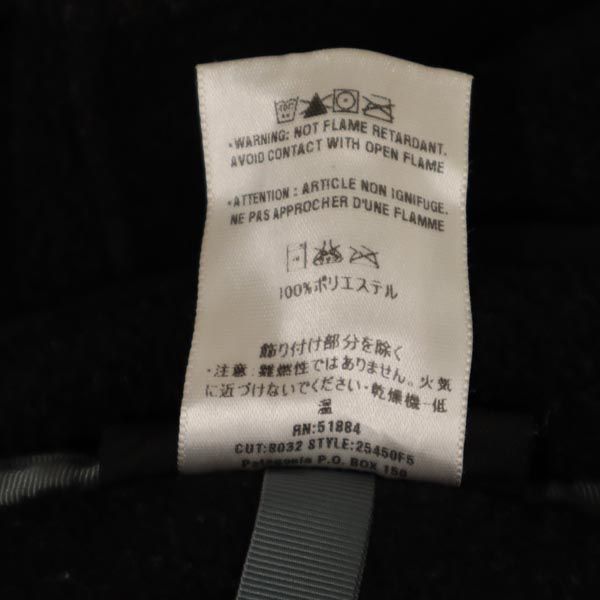 •WARNING: NOT FLAME RETARDANT.
AVOID CONTACT WITH OPEN FLAME
•ATTENTION : ARTICLE NON IGNIFUGE.
NE PAS APPROCHER D'UNE FLAMME
100%ポリエステル
飾り付け部分を除く
・注意：難燃性ではありません。火気
に近づけないでください・乾燥機－低
温
RN:51884
CUT:8032 STYLE:25450F5
Patagonia P.O. BOX 150